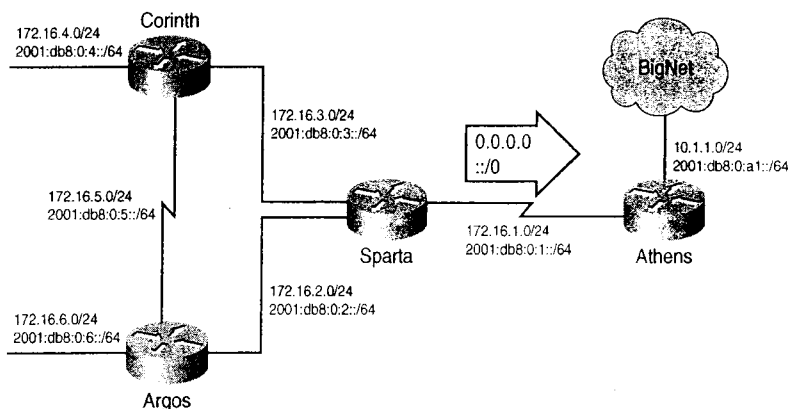 Corinth
172.16.4.0/24
2001:db8:0:4::/64
BigNet
172.16.3.0/24
2001:db8:0:3::/64
0.0.0.0
::/0
10.1.1.0/24
2001:db8:0:a1::/64
172.16.5.0/24
2001:db8:0:5::/64
Sparta
172.16.1.0/24
2001:db8:0:1::/64
Athens
172.16.2.0/24
2001:db8:0:2::/64
172.16.6.0/24
2001:db8:0:6::/64
Argos